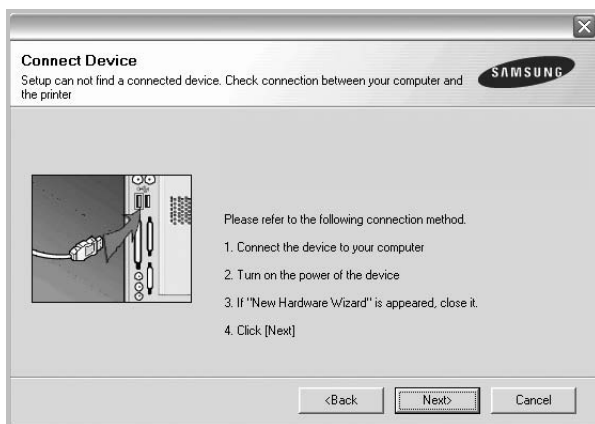 Connect Device
Setup can not find a connected device. Check connection between your computer and
the printer
SAMSUNG
Please refer to the following connection method.
1. Connect the device to your computer
2. Turn on the power of the device
3. If "New Hardware Wizard" is appeared, close it.
4. Click [Next]
<Back
Next>
Cancel